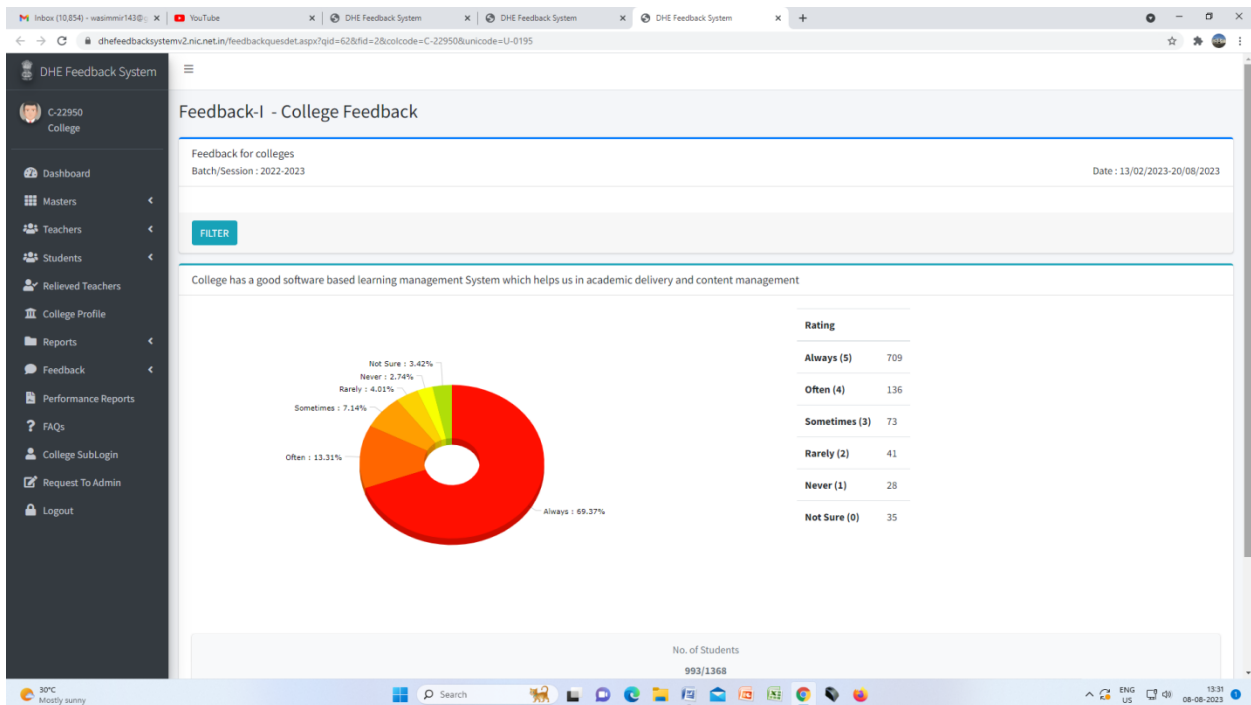 Inbox (10,854) - wasimmir143@g
YouTube
DHE Feedback System
DHE Feedback System
DHE Feedback System
dhefeedbacksystemv2.nic.net.in/feedbackquesdet.aspx?qid=62&fid=2&colcode=C-22950&unicode=U-0195
DHE Feedback System
C-22950
College
Dashboard
Masters
Teachers
Students
Relieved Teachers
College Profile
Reports
Feedback
Performance Reports
FAQs
College SubLogin
Request To Admin
Logout
Feedback-I - College Feedback
Feedback for colleges
Batch/Session : 2022-2023
Date : 13/02/2023-20/08/2023
FILTER
College has a good software based learning management System which helps us in academic delivery and content management
Not Sure : 3.42%
Never : 2.74%
Rarely : 4.01%
Sometimes : 7.14%
Often : 13.31%
Always : 69.37%
Rating
Always (5) 709
Often (4) 136
Sometimes (3) 73
Rarely (2) 41
Never (1) 28
Not Sure (0) 35
No. of Students
993/1368
30°C
Mostly sunny
Search
ENG
US
13:31
08-08-2023